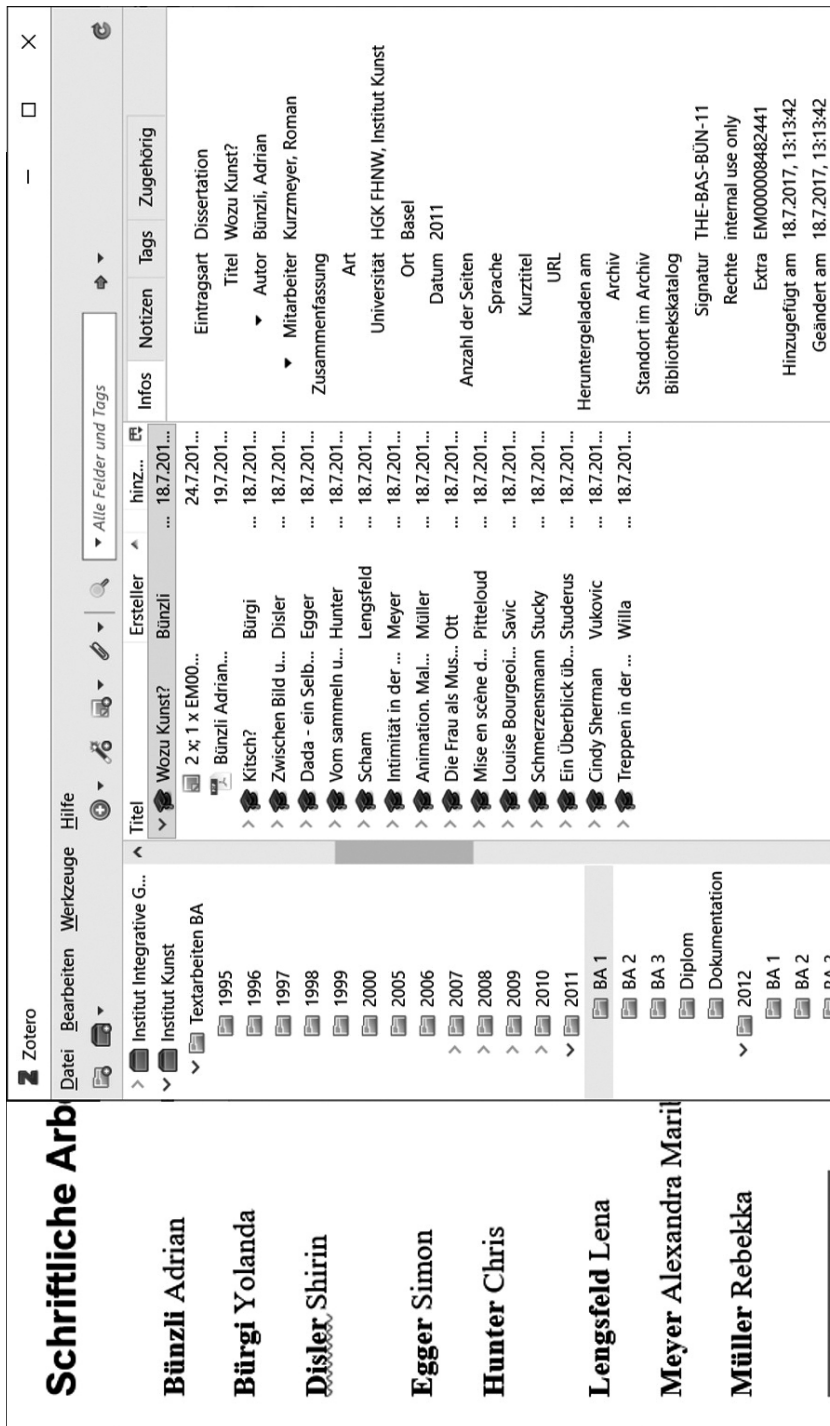 Schriftliche Arb
Bünzli Adrian
Bürgi Yolanda
Disler Shirin
Egger Simon
Hunter Chris
Lengsfeld Lena
Meyer Alexandra Maril
Müller Rebekka
Zotero
Datei Bearbeiten Werkzeuge Hilfe
Alle Felder und Tags
Institut Integrative G...
Institut Kunst
Textarbeiten BA
1995
1996
1997
1998
1999
2000
2005
2006
2007
2008
2009
2010
2011
BA 1
BA 2
BA 3
Diplom
Dokumentation
2012
BA 1
BA 2
BA 3
Titel Ersteller hinz...
Wozu Kunst? Bünzli ... 18.7.201...
2 x; 1 x EM00... 24.7.201...
Bünzli Adrian... 19.7.201...
Kitsch? Bürgi ... 18.7.201...
Zwischen Bild u... Disler ... 18.7.201...
Dada - ein Selb... Egger ... 18.7.201...
Vom sammeln u... Hunter ... 18.7.201...
Scham Lengsfeld ... 18.7.201...
Intimität in der ... Meyer ... 18.7.201...
Animation. Mal... Müller ... 18.7.201...
Die Frau als Mus... Ott ... 18.7.201...
Mise en scène d... Pitteloud ... 18.7.201...
Louise Bourgeoi... Savic ... 18.7.201...
Schmerzensmann Stucky ... 18.7.201...
Ein Überblick üb... Studerus ... 18.7.201...
Cindy Sherman Vukovic ... 18.7.201...
Treppen in der ... Willa ... 18.7.201...
Infos Notizen Tags Zugehörig
Eintragsart Dissertation
Titel Wozu Kunst?
Autor Bünzli, Adrian
Mitarbeiter Kurzmeyer, Roman
Zusammenfassung
Art
Universität HGK FHNW, Institut Kunst
Ort Basel
Datum 2011
Anzahl der Seiten
Sprache
Kurztitel
URL
Heruntergeladen am
Archiv
Standort im Archiv
Bibliothekskatalog
Signatur THE-BAS-BÜN-11
Rechte internal use only
Extra EM000008482441
Hinzugefügt am 18.7.2017, 13:13:42
Geändert am 18.7.2017, 13:13:42